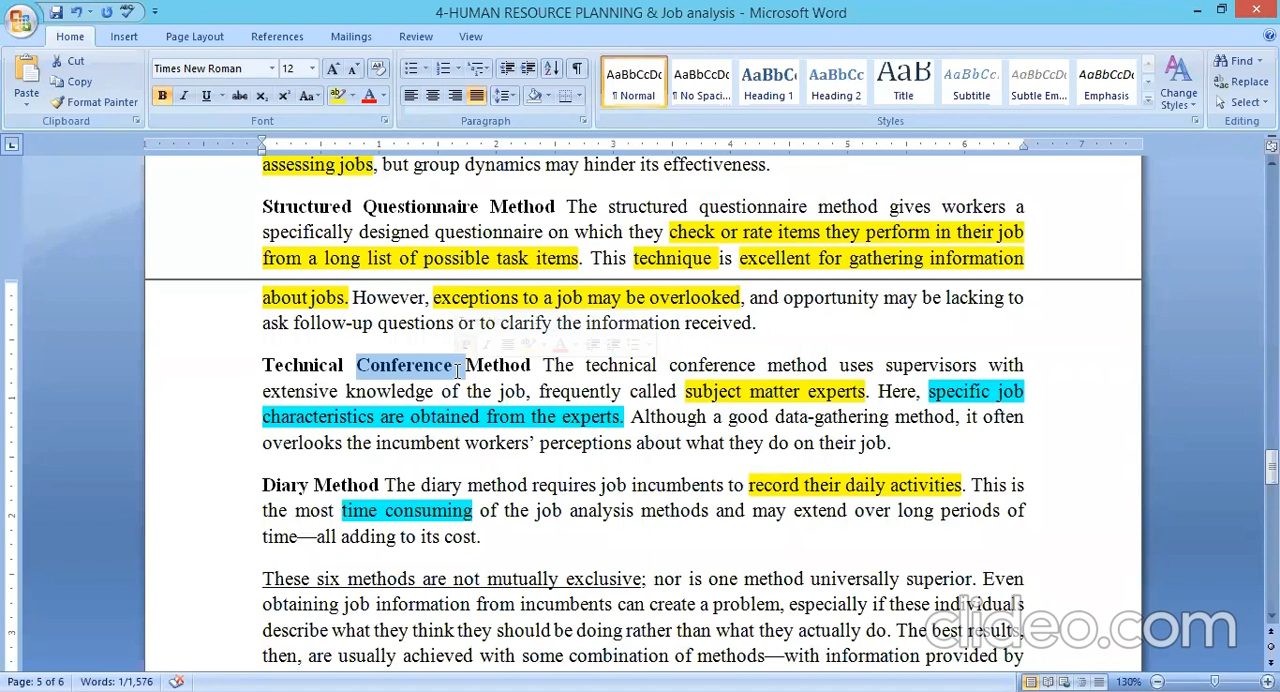 4-HUMAN RESOURCE PLANNING & Job analysis - Microsoft Word
Home Insert Page Layout References Mailings Review View
Paste
Cut
Copy
Format Painter
Clipboard
Times New Roman 12
B I U abc X₂ X² Aa
Font
Paragraph
AaBbCcDc AaBbCcDc AaBbC AaBbCc AaB AaBbCc. AaBbCcDc AaBbCcDc
¶ Normal ¶ No Spaci... Heading 1 Heading 2 Title Subtitle Subtle Em... Emphasis
Styles
Change Styles
Find
Replace
Select
Editing
1 2 3 4 5 6 7
assessing jobs, but group dynamics may hinder its effectiveness.
Structured Questionnaire Method The structured questionnaire method gives workers a
specifically designed questionnaire on which they check or rate items they perform in their job
from a long list of possible task items. This technique is excellent for gathering information
about jobs. However, exceptions to a job may be overlooked, and opportunity may be lacking to
ask follow-up questions or to clarify the information received.
Technical Conference Method The technical conference method uses supervisors with
extensive knowledge of the job, frequently called subject matter experts. Here, specific job
characteristics are obtained from the experts. Although a good data-gathering method, it often
overlooks the incumbent workers’ perceptions about what they do on their job.
Diary Method The diary method requires job incumbents to record their daily activities. This is
the most time consuming of the job analysis methods and may extend over long periods of
time—all adding to its cost.
These six methods are not mutually exclusive; nor is one method universally superior. Even
obtaining job information from incumbents can create a problem, especially if these individuals
describe what they think they should be doing rather than what they actually do. The best results,
then, are usually achieved with some combination of methods—with information provided by
clideo.com
Page: 5 of 6 Words: 1/1,576 130%